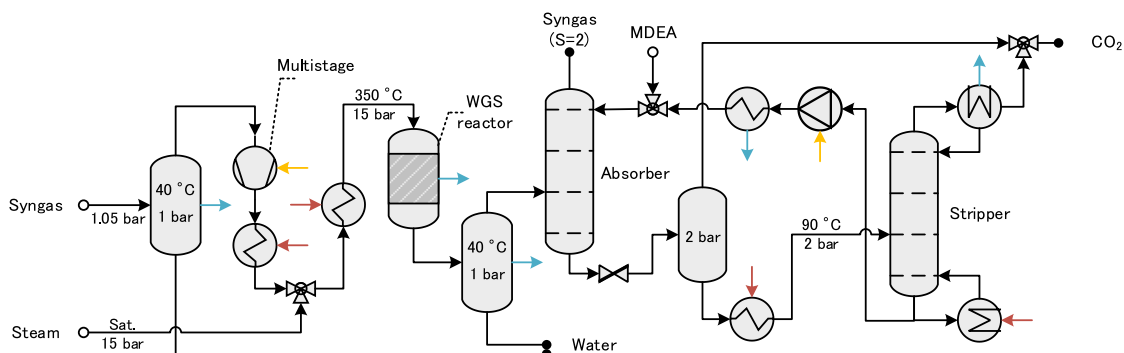 Syngas
(S=2)
MDEA
CO₂
Multistage
350 °C
15 bar
WGS
reactor
Absorber
Syngas
1.05 bar
40 °C
1 bar
Stripper
90 °C
2 bar
2 bar
40 °C
1 bar
Steam
Sat.
15 bar
Water